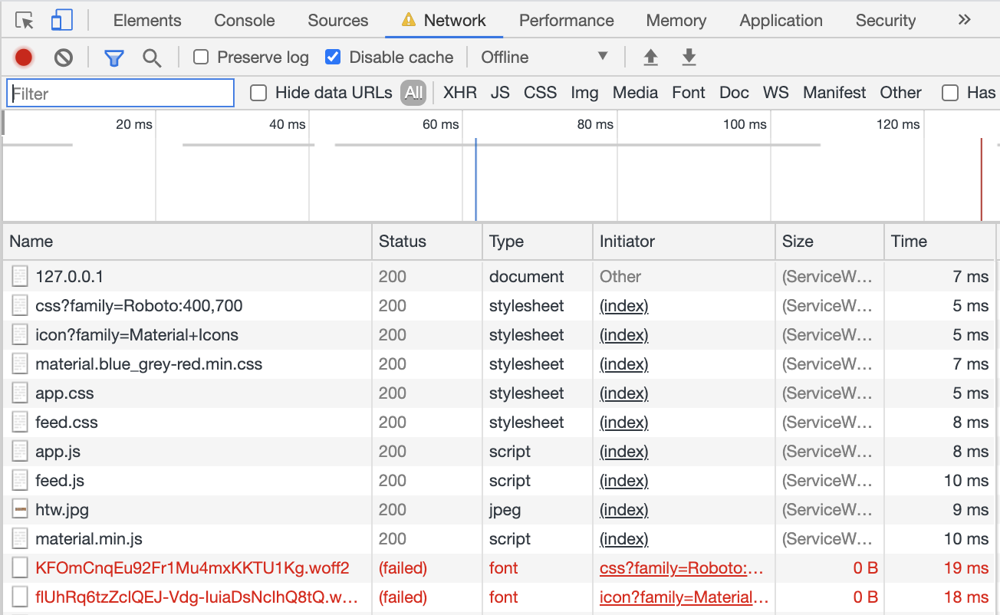 Elements Console Sources Network Performance Memory Application Security »
Preserve log Disable cache Offline
Filter Hide data URLs All XHR JS CSS Img Media Font Doc WS Manifest Other Has
20 ms 40 ms 60 ms 80 ms 100 ms 120 ms
Name Status Type Initiator Size Time
127.0.0.1 200 document Other (ServiceW… 7 ms
css?family=Roboto:400,700 200 stylesheet (index) (ServiceW… 5 ms
icon?family=Material+Icons 200 stylesheet (index) (ServiceW… 5 ms
material.blue_grey-red.min.css 200 stylesheet (index) (ServiceW… 7 ms
app.css 200 stylesheet (index) (ServiceW… 5 ms
feed.css 200 stylesheet (index) (ServiceW… 8 ms
app.js 200 script (index) (ServiceW… 8 ms
feed.js 200 script (index) (ServiceW… 10 ms
htw.jpg 200 jpeg (index) (ServiceW… 9 ms
material.min.js 200 script (index) (ServiceW… 10 ms
KFOmCnqEu92Fr1Mu4mxKKTU1Kg.woff2 (failed) font css?family=Roboto:… 0 B 19 ms
flUhRq6tzZclQEJ-Vdg-IuiaDsNcIhQ8tQ.w… (failed) font icon?family=Material… 0 B 18 ms